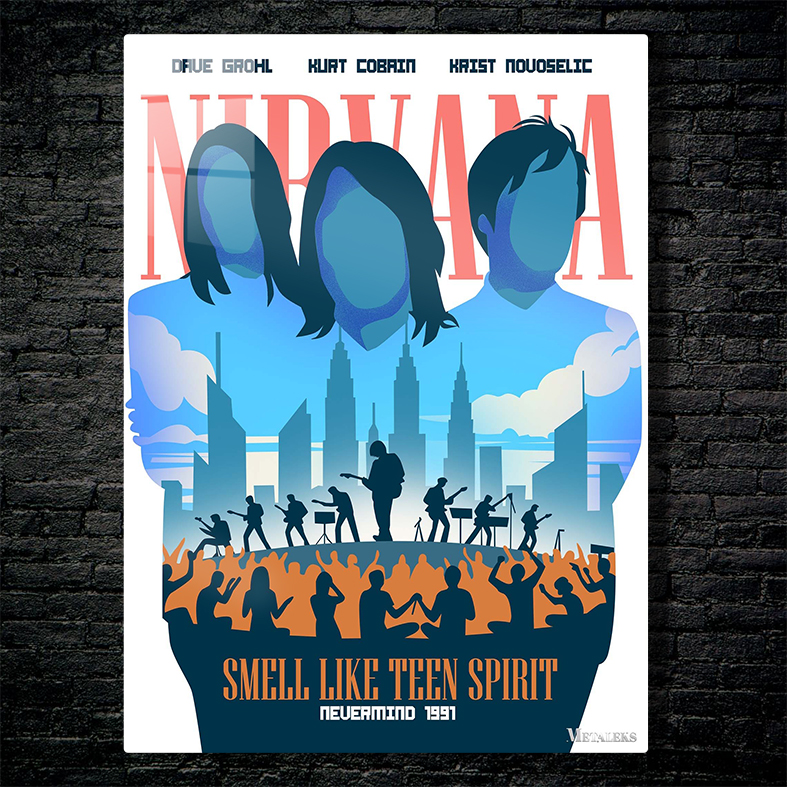 DAVE GROHL KURT COBAIN KRIST NOVOSELIC
NIRVANA
SMELL LIKE TEEN SPIRIT
NEVERMIND 1991
METALEKS